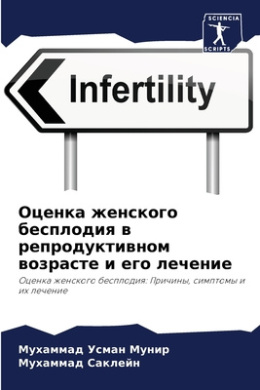 SCIENCIA
SCRIPTS
Infertility
Оценка женского
бесплодия в
репродуктивном
возрасте и его лечение
Оценка женского бесплодия: Причины, симптомы и
их лечение
Мухаммад Усман Мунир
Мухаммад Саклейн